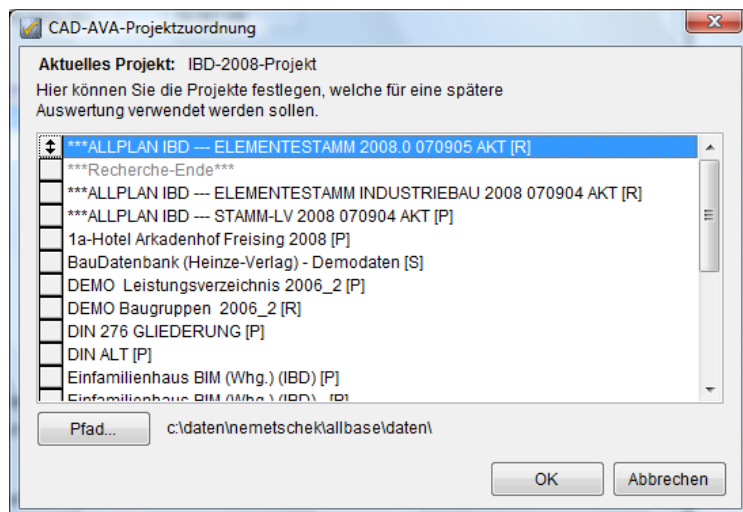 CAD-AVA-Projektzuordnung
Aktuelles Projekt: IBD-2008-Projekt
Hier können Sie die Projekte festlegen, welche für eine spätere
Auswertung verwendet werden sollen.
***ALLPLAN IBD --- ELEMENTESTAMM 2008.0 070905 AKT [R]
***Recherche-Ende***
***ALLPLAN IBD --- ELEMENTESTAMM INDUSTRIEBAU 2008 070904 AKT [R]
***ALLPLAN IBD --- STAMM-LV 2008 070904 AKT [P]
1a-Hotel Arkadenhof Freising 2008 [P]
BauDatenbank (Heinze-Verlag) - Demodaten [S]
DEMO Leistungsverzeichnis 2006_2 [P]
DEMO Baugruppen 2006_2 [R]
DIN 276 GLIEDERUNG [P]
DIN ALT [P]
Einfamilienhaus BIM (Whg.) (IBD) [P]
Einfamilienhaus BIM (Whg.) (IBD) [P]
Pfad... c:\daten\nemetschek\allbase\daten\
OK Abbrechen